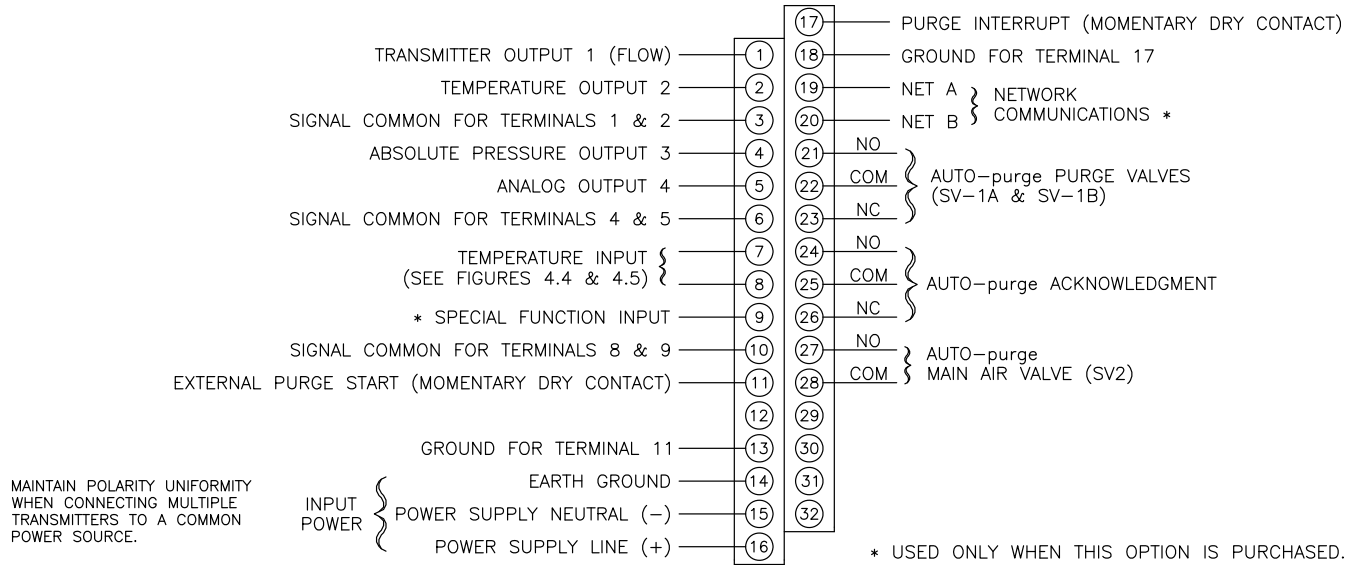 TRANSMITTER OUTPUT 1 (FLOW) 1
TEMPERATURE OUTPUT 2 2
SIGNAL COMMON FOR TERMINALS 1 & 2 3
ABSOLUTE PRESSURE OUTPUT 3 4
ANALOG OUTPUT 4 5
SIGNAL COMMON FOR TERMINALS 4 & 5 6
TEMPERATURE INPUT 7
(SEE FIGURES 4.4 & 4.5) 8
* SPECIAL FUNCTION INPUT 9
SIGNAL COMMON FOR TERMINALS 8 & 9 10
EXTERNAL PURGE START (MOMENTARY DRY CONTACT) 11
12
GROUND FOR TERMINAL 11 13
EARTH GROUND 14
POWER SUPPLY NEUTRAL (−) 15
POWER SUPPLY LINE (+) 16
INPUT
POWER
MAINTAIN POLARITY UNIFORMITY
WHEN CONNECTING MULTIPLE
TRANSMITTERS TO A COMMON
POWER SOURCE.
17 PURGE INTERRUPT (MOMENTARY DRY CONTACT)
18 GROUND FOR TERMINAL 17
19 NET A
20 NET B
NETWORK
COMMUNICATIONS *
21 NO
22 COM
23 NC
AUTO−purge PURGE VALVES
(SV−1A & SV−1B)
24 NO
25 COM
26 NC
AUTO−purge ACKNOWLEDGMENT
27 NO
28 COM
AUTO−purge
MAIN AIR VALVE (SV2)
29
30
31
32
* USED ONLY WHEN THIS OPTION IS PURCHASED.